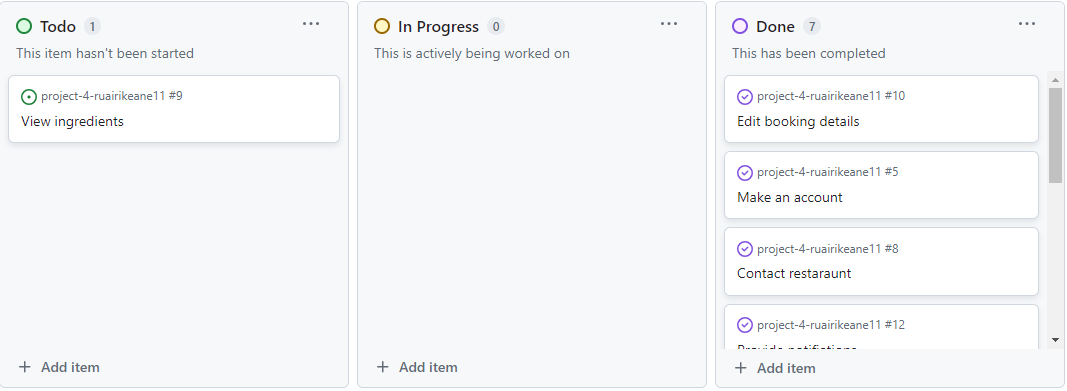 Todo 1
This item hasn't been started
project-4-ruairikeane11 #9
View ingredients
+ Add item
In Progress 0
This is actively being worked on
+ Add item
Done 7
This has been completed
project-4-ruairikeane11 #10
Edit booking details
project-4-ruairikeane11 #5
Make an account
project-4-ruairikeane11 #8
Contact restaraunt
project-4-ruairikeane11 #12
Provide
+ Add item